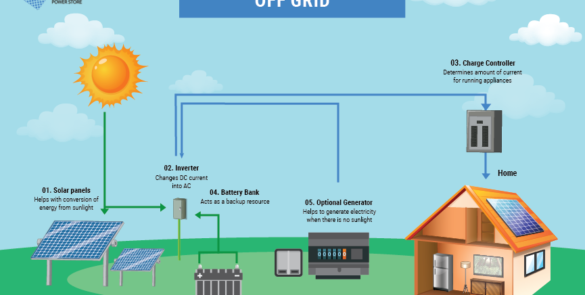 POWER STORE
OFF GRID
03. Charge Controller
Determines amount of current
for running appliances
02. Inverter
Changes DC current
into AC
Home
01. Solar panels
Helps with conversion of
energy from sunlight
04. Battery Bank
Acts as a backup resource
05. Optional Generator
Helps to generate electricity
when there is no sunlight